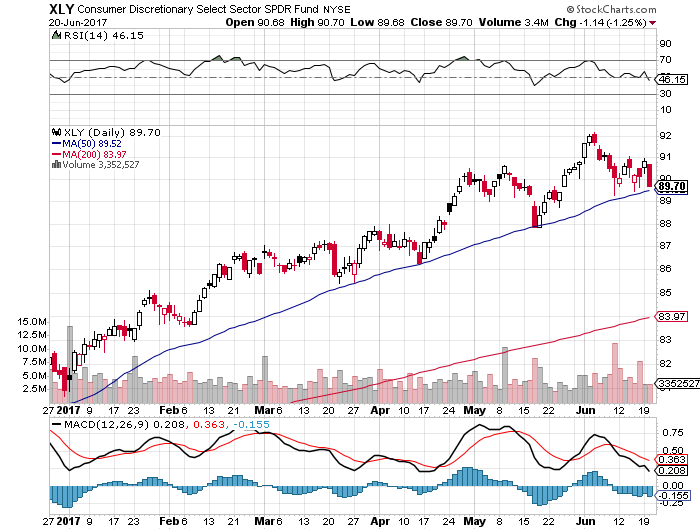 XLY Consumer Discretionary Select Sector SPDR Fund NYSE © StockCharts.com
20-Jun-2017 Open 90.68 High 90.70 Low 89.68 Close 89.70 Volume 3.4M Chg -1.14 (-1.25%)
RSI(14) 46.15
90
70
50
46.15
30
10
XLY (Daily) 89.70
MA(50) 89.52
MA(200) 83.97
Volume 3,352,527
92
91
90
89.70
89
88
87
86
85
83.97
83
82
3352527
15.0M
12.5M
10.0M
7.5M
5.0M
2.5M
27 2017 9 17 23 Feb 6 13 21 Mar 6 13 20 27 Apr 10 17 24 May 8 15 22 Jun 12 19
MACD(12,26,9) 0.208, 0.363, -0.155
0.75
0.50
0.363
0.208
0.00
-0.155
-0.25
27 2017 9 17 23 Feb 6 13 21 Mar 6 13 20 27 Apr 10 17 24 May 8 15 22 Jun 12 19